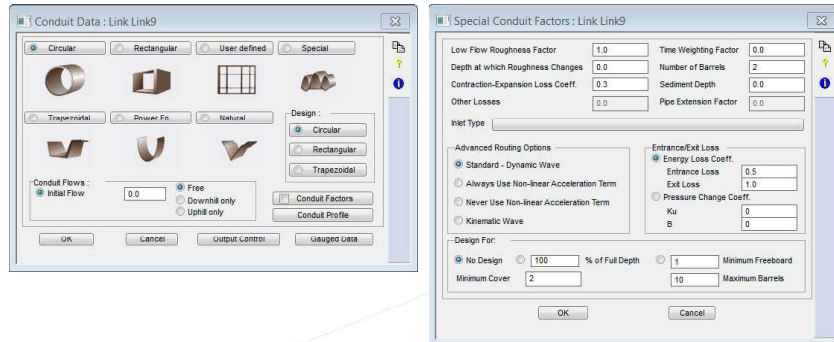 Conduit Data : Link Link9
Circular
Rectangular
User defined
Special
Trapezoidal
Power Fn
Natural
Design :
Circular
Rectangular
Trapezoidal
Conduit Flows :
Initial Flow 0.0
Free
Downhill only
Uphill only
Conduit Factors
Conduit Profile
OK
Cancel
Output Control
Gauged Data
Special Conduit Factors : Link Link9
Low Flow Roughness Factor 1.0 Time Weighting Factor 0.0
Depth at which Roughness Changes 0.0 Number of Barrels 2
Contraction-Expansion Loss Coeff. 0.3 Sediment Depth 0.0
Other Losses 0.0 Pipe Extension Factor 0.0
Inlet Type
Advanced Routing Options
Standard - Dynamic Wave
Always Use Non-linear Acceleration Term
Never Use Non-linear Acceleration Term
Kinematic Wave
Entrance/Exit Loss
Energy Loss Coeff.
Entrance Loss 0.5
Exit Loss 1.0
Pressure Change Coeff.
Ku 0
B 0
Design For:
No Design 100 % of Full Depth 1 Minimum Freeboard
Minimum Cover 2 10 Maximum Barrels
OK
Cancel